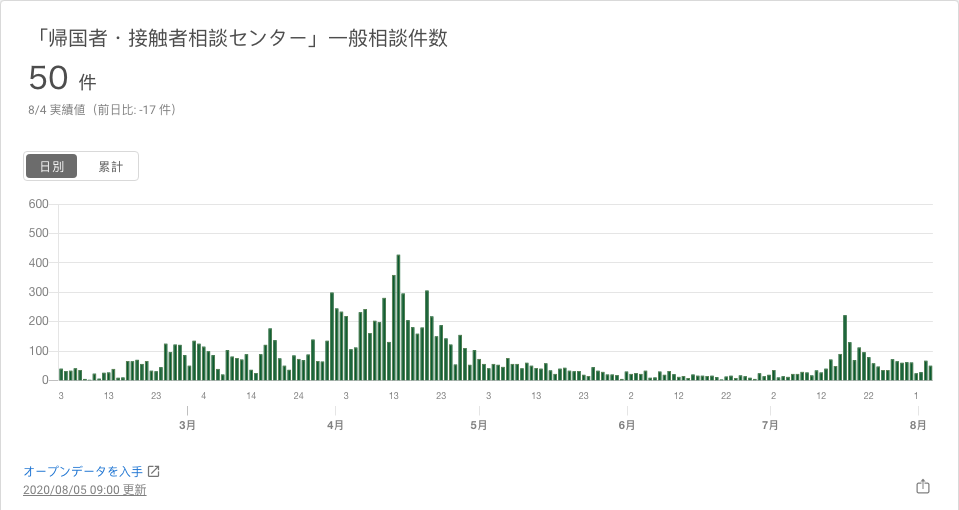 「帰国者・接触者相談センター」一般相談件数
50 件
8/4 実績値（前日比: -17 件）
日別 累計
600
500
400
300
200
100
0
3 13 23 4 14 24 3 13 23 3 13 23 2 12 22 2 12 22 1
3月 4月 5月 6月 7月 8月
オープンデータを入手
2020/08/05 09:00 更新